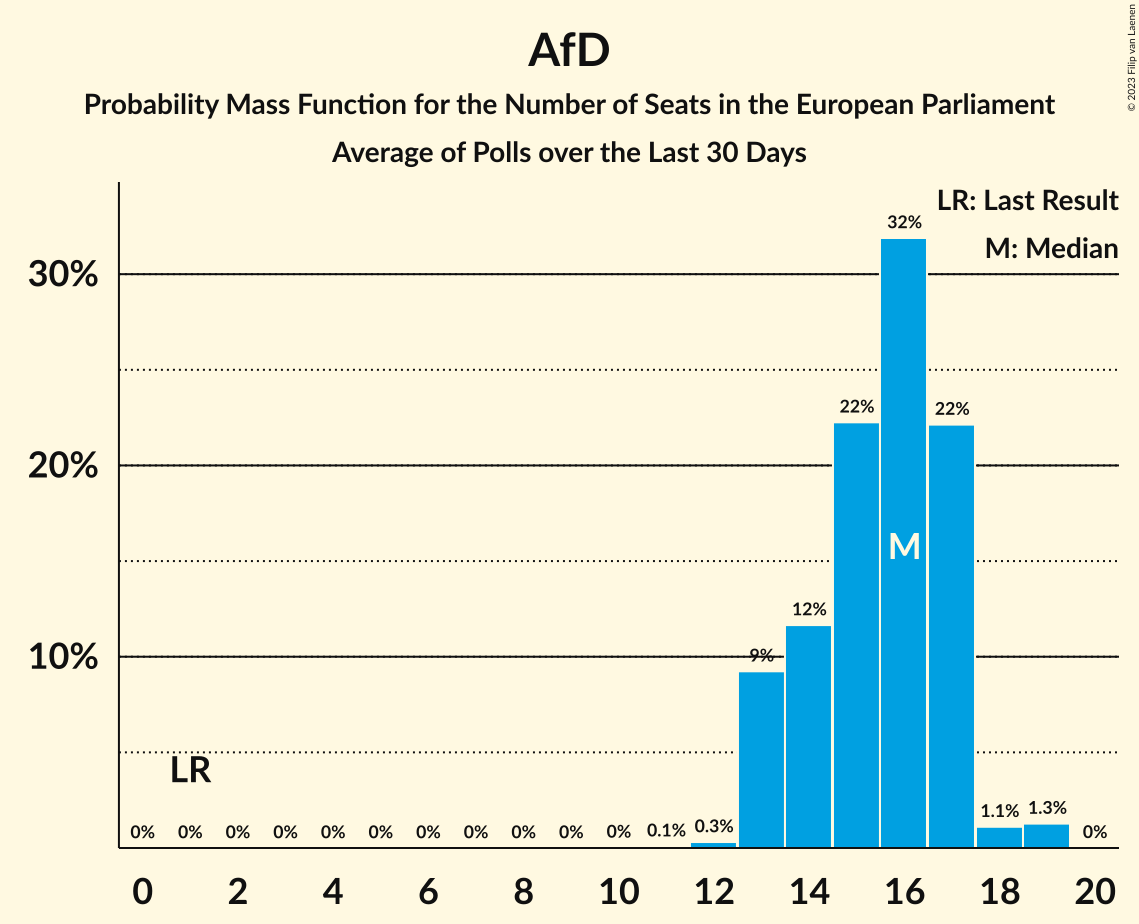 AfD
Probability Mass Function for the Number of Seats in the European Parliament
Average of Polls over the Last 30 Days
© 2023 Filip van Laenen
LR: Last Result
M: Median
30%
20%
10%
32%
22%
22%
M
12%
9%
LR
0%
0%
0%
0%
0%
0%
0%
0%
0%
0%
0%
0.1%
0.3%
1.1%
1.3%
0%
0 2 4 6 8 10 12 14 16 18 20